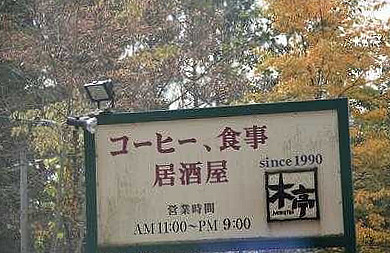 コーヒー、食事
居酒屋
since 1990
木亭
営業時間
AM 11:00~PM 9:00